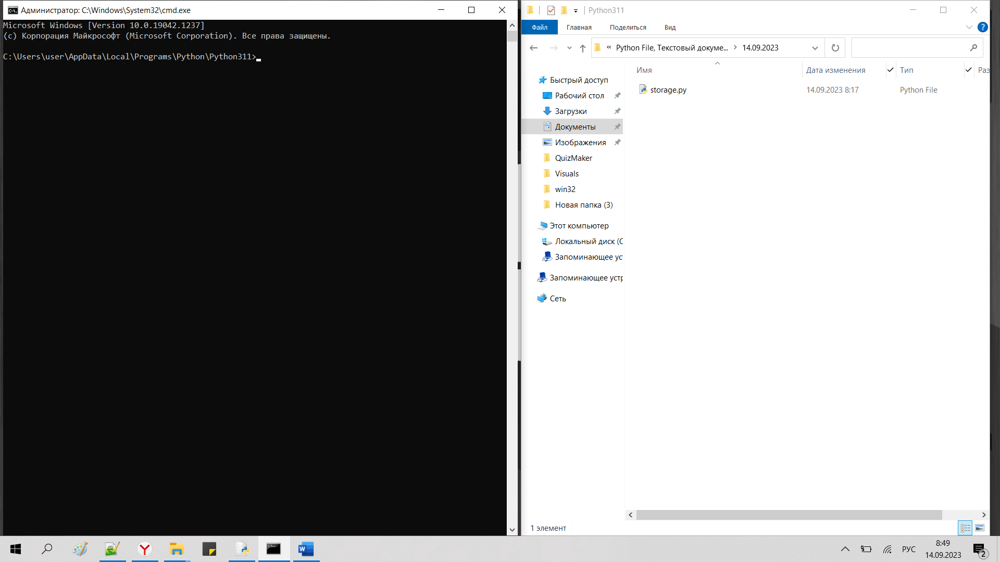 Администратор: C:\Windows\System32\cmd.exe
Microsoft Windows [Version 10.0.19042.1237]
(c) Корпорация Майкрософт (Microsoft Corporation). Все права защищены.
C:\Users\user\AppData\Local\Programs\Python\Python311>
Python311
Файл Главная Поделиться Вид
« Python File, Текстовый докуме... > 14.09.2023
Имя Дата изменения Тип Раз
storage.py 14.09.2023 8:17 Python File
Быстрый доступ
Рабочий стол
Загрузки
Документы
Изображения
QuizMaker
Visuals
win32
Новая папка (3)
Этот компьютер
Локальный диск (C
Запоминающее ус
Запоминающее устр
Сеть
1 элемент
РУС
8:49
14.09.2023
2